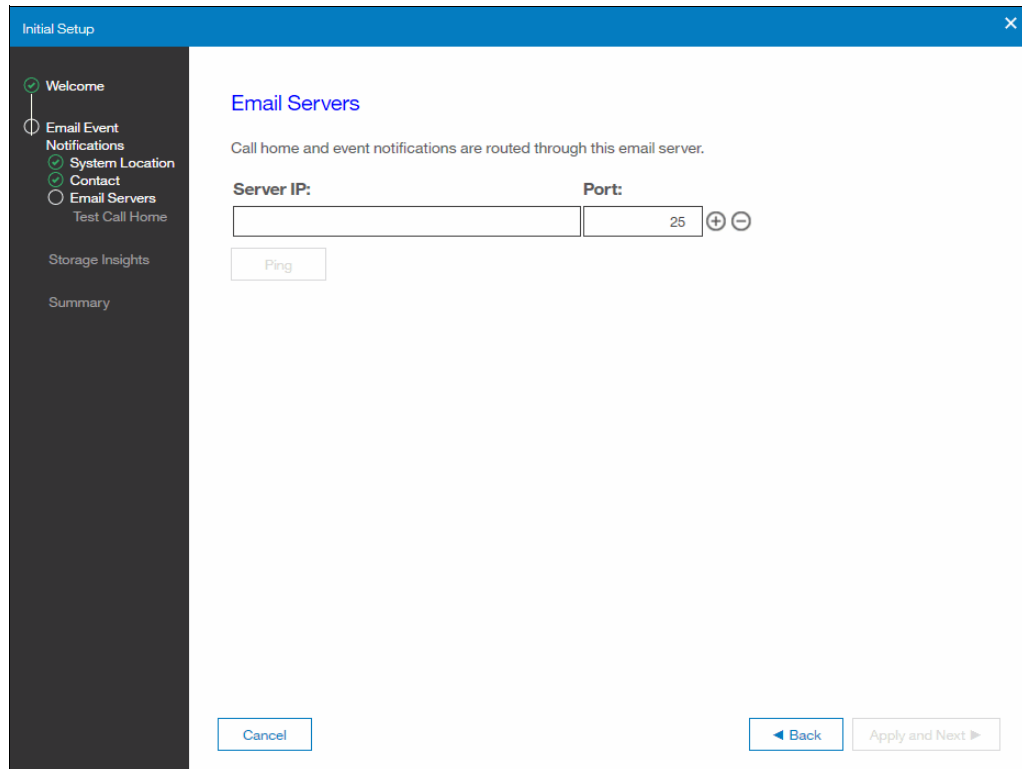 Initial Setup
Welcome
Email Event
Notifications
System Location
Contact
Email Servers
Test Call Home
Storage Insights
Summary
Email Servers
Call home and event notifications are routed through this email server.
Server IP:
Port:
25
Ping
Cancel
Back
Apply and Next